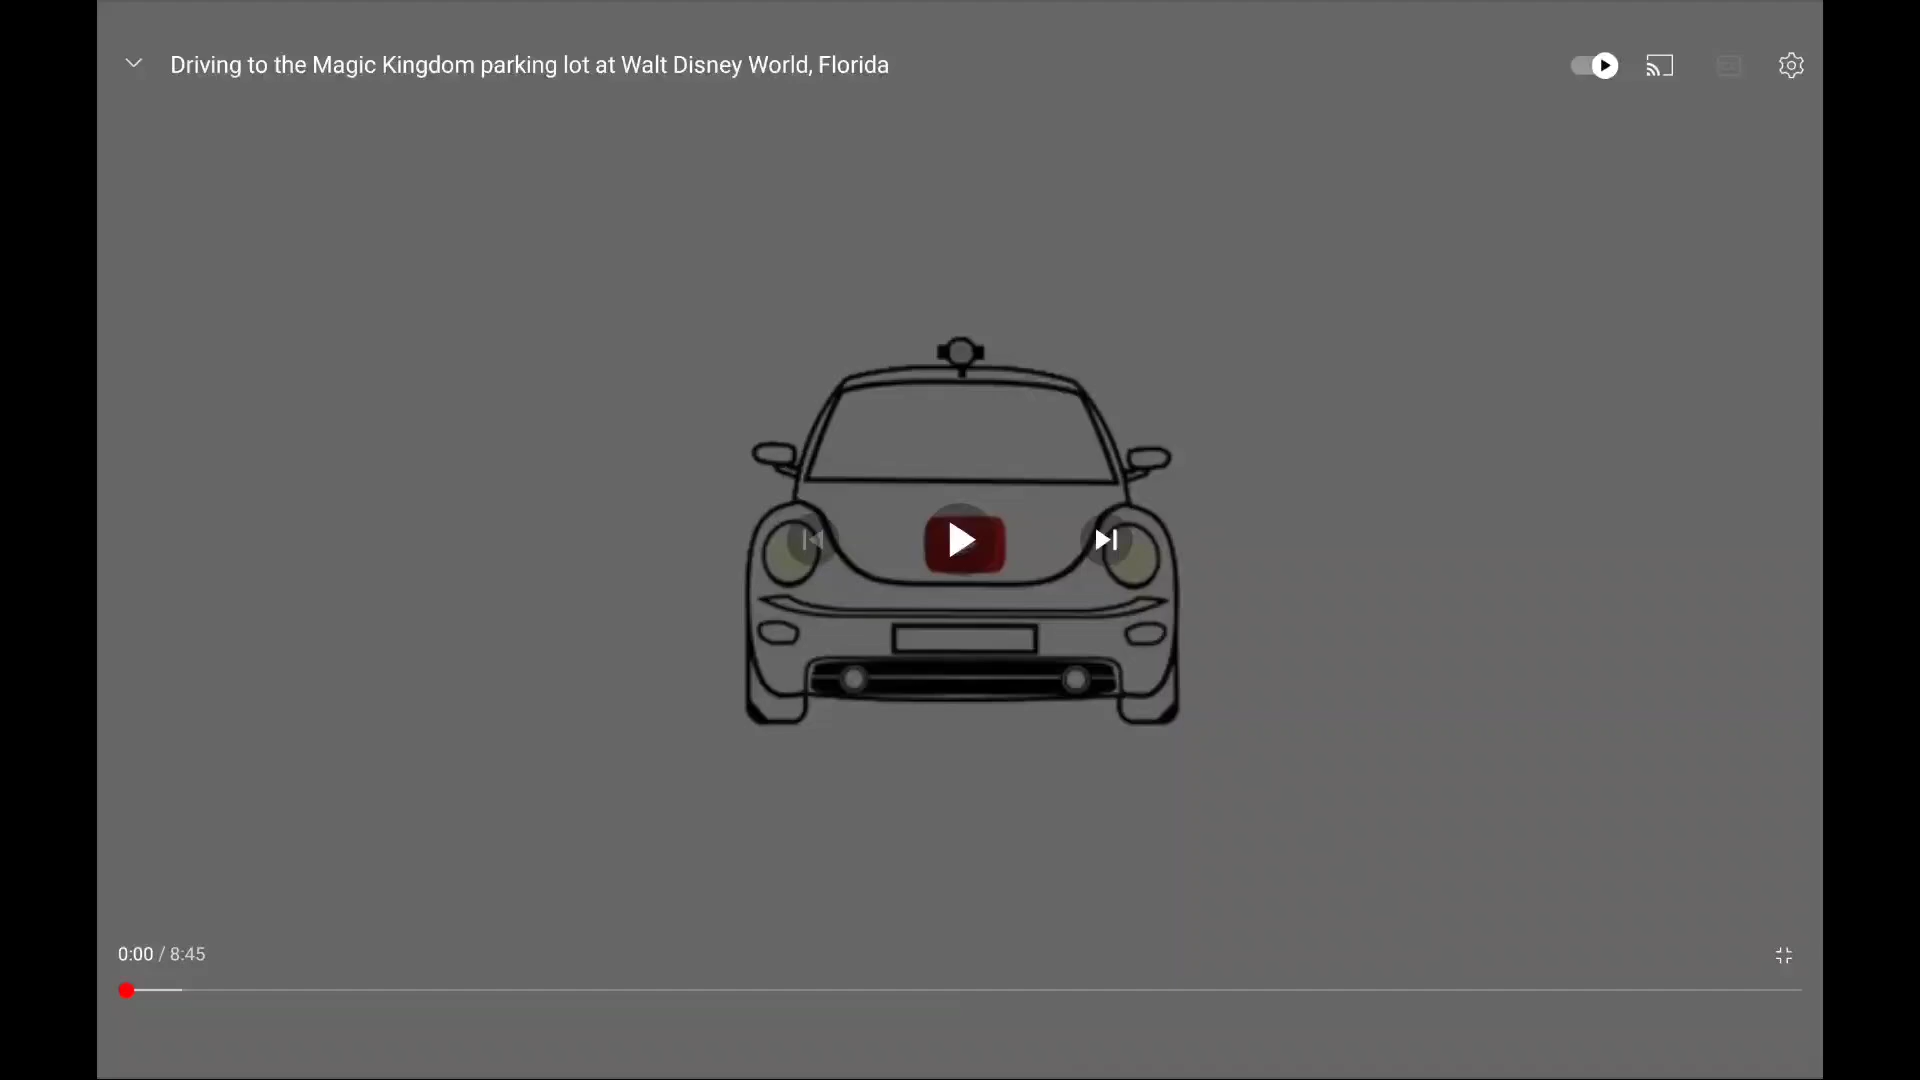 Driving to the Magic Kingdom parking lot at Walt Disney World, Florida
0:00 / 8:45